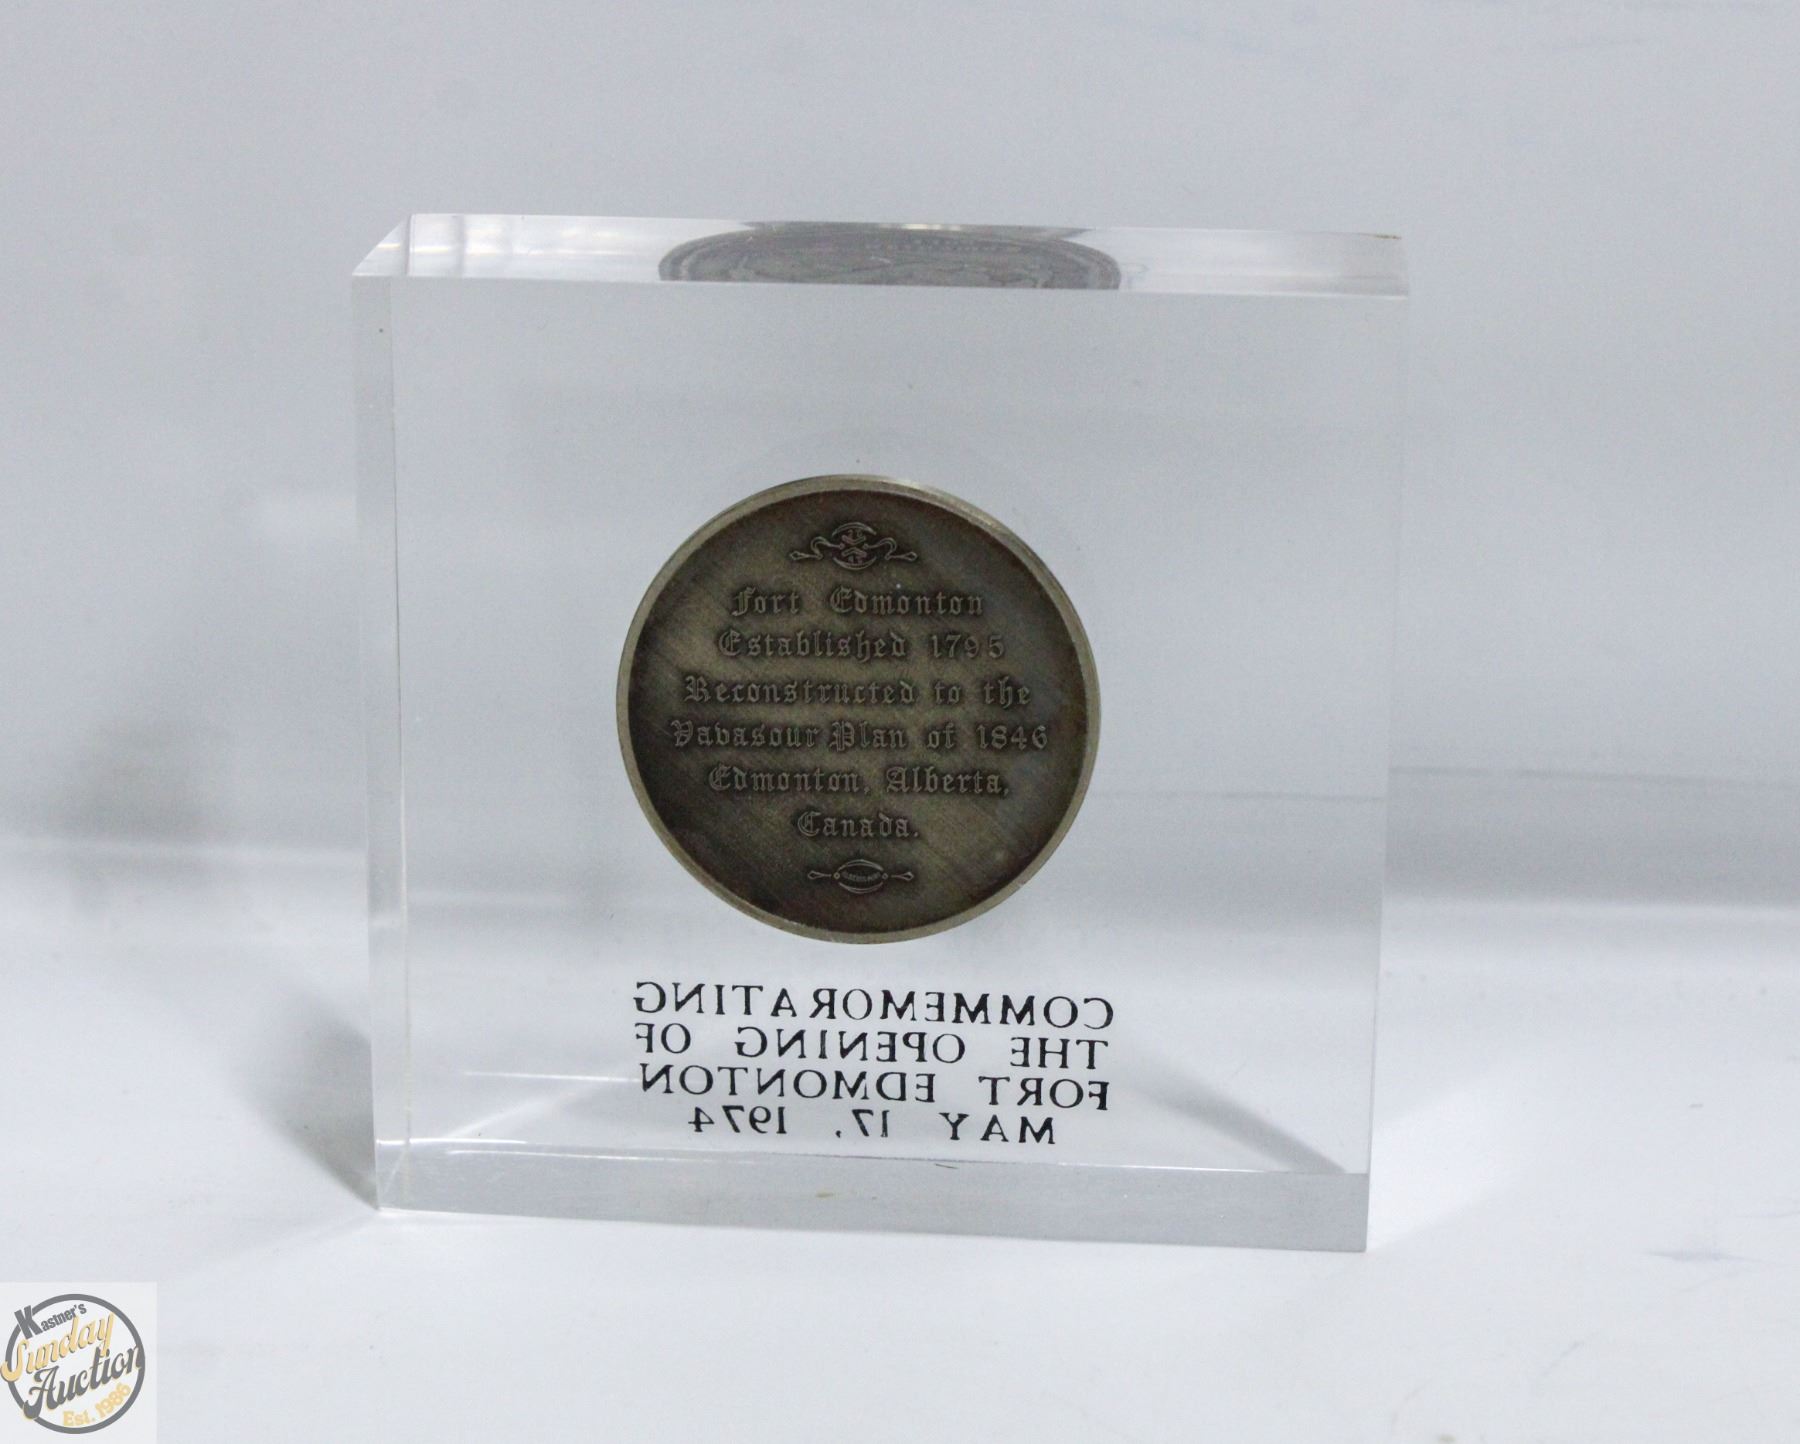 Fort Edmonton
Established 1795
Reconstructed to the
Vavasour Plan of 1846
Edmonton, Alberta,
Canada.
COMMEMORATING
THE OPENING OF
FORT EDMONTON
MAY 17, 1974
Kastner's
Sunday
Auction
Est. 1986